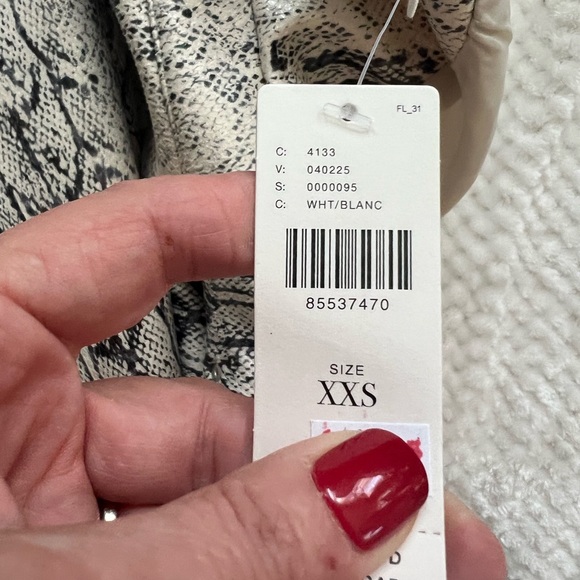 FL_31
C: 4133
V: 040225
S: 0000095
C: WHT/BLANC
85537470
SIZE
XXS